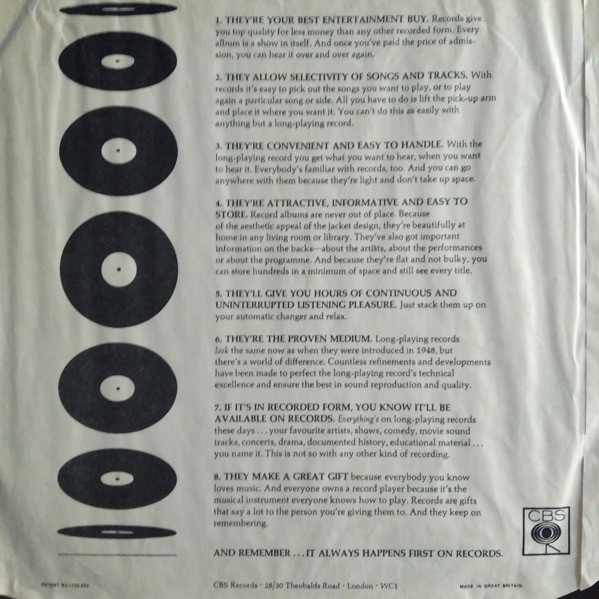 1. THEY'RE YOUR BEST ENTERTAINMENT BUY. Records give
you top quality for less money than any other recorded form. Every
album is a show in itself. And once you've paid the price of admis-
sion, you can hear it over and over again.
2. THEY ALLOW SELECTIVITY OF SONGS AND TRACKS. With
records it's easy to pick out the songs you want to play, or to play
again a particular song or side. All you have to do is lift the pick-up arm
and place it where you want it. You can't do this as easily with
anything but a long-playing record.
3. THEY'RE CONVENIENT AND EASY TO HANDLE. With the
long-playing record you get what you want to hear, when you want
to hear it. Everybody's familiar with records, too. And you can go
anywhere with them because they're light and don't take up space.
4. THEY'RE ATTRACTIVE, INFORMATIVE AND EASY TO
STORE. Record albums are never out of place. Because
of the aesthetic appeal of the jacket design, they're beautifully at
home in any living room or library. They've also got important
information on the backs—about the artists, about the performances
or about the programme. And because they're flat and not bulky, you
can store hundreds in a minimum of space and still see every title.
5. THEY'LL GIVE YOU HOURS OF CONTINUOUS AND
UNINTERRUPTED LISTENING PLEASURE. Just stack them up on
your automatic changer and relax.
6. THEY'RE THE PROVEN MEDIUM. Long-playing records
look the same now as when they were introduced in 1948, but
there's a world of difference. Countless refinements and developments
have been made to perfect the long-playing record's technical
excellence and ensure the best in sound reproduction and quality.
7. IF IT'S IN RECORDED FORM, YOU KNOW IT'LL BE
AVAILABLE ON RECORDS. Everything's on long-playing records
these days... your favourite artists, shows, comedy, movie sound
tracks, concerts, drama, documented history, educational material...
you name it. This is not so with any other kind of recording.
8. THEY MAKE A GREAT GIFT because everybody you know
loves music. And everyone owns a record player because it's the
musical instrument everyone knows how to play. Records are gifts
that say a lot to the person you're giving them to. And they keep on
remembering.
CBS
AND REMEMBER...IT ALWAYS HAPPENS FIRST ON RECORDS.
PATENT No
CBS Records · 28/30 Theobalds Road · London · WC1
MADE IN GREAT BRITAIN